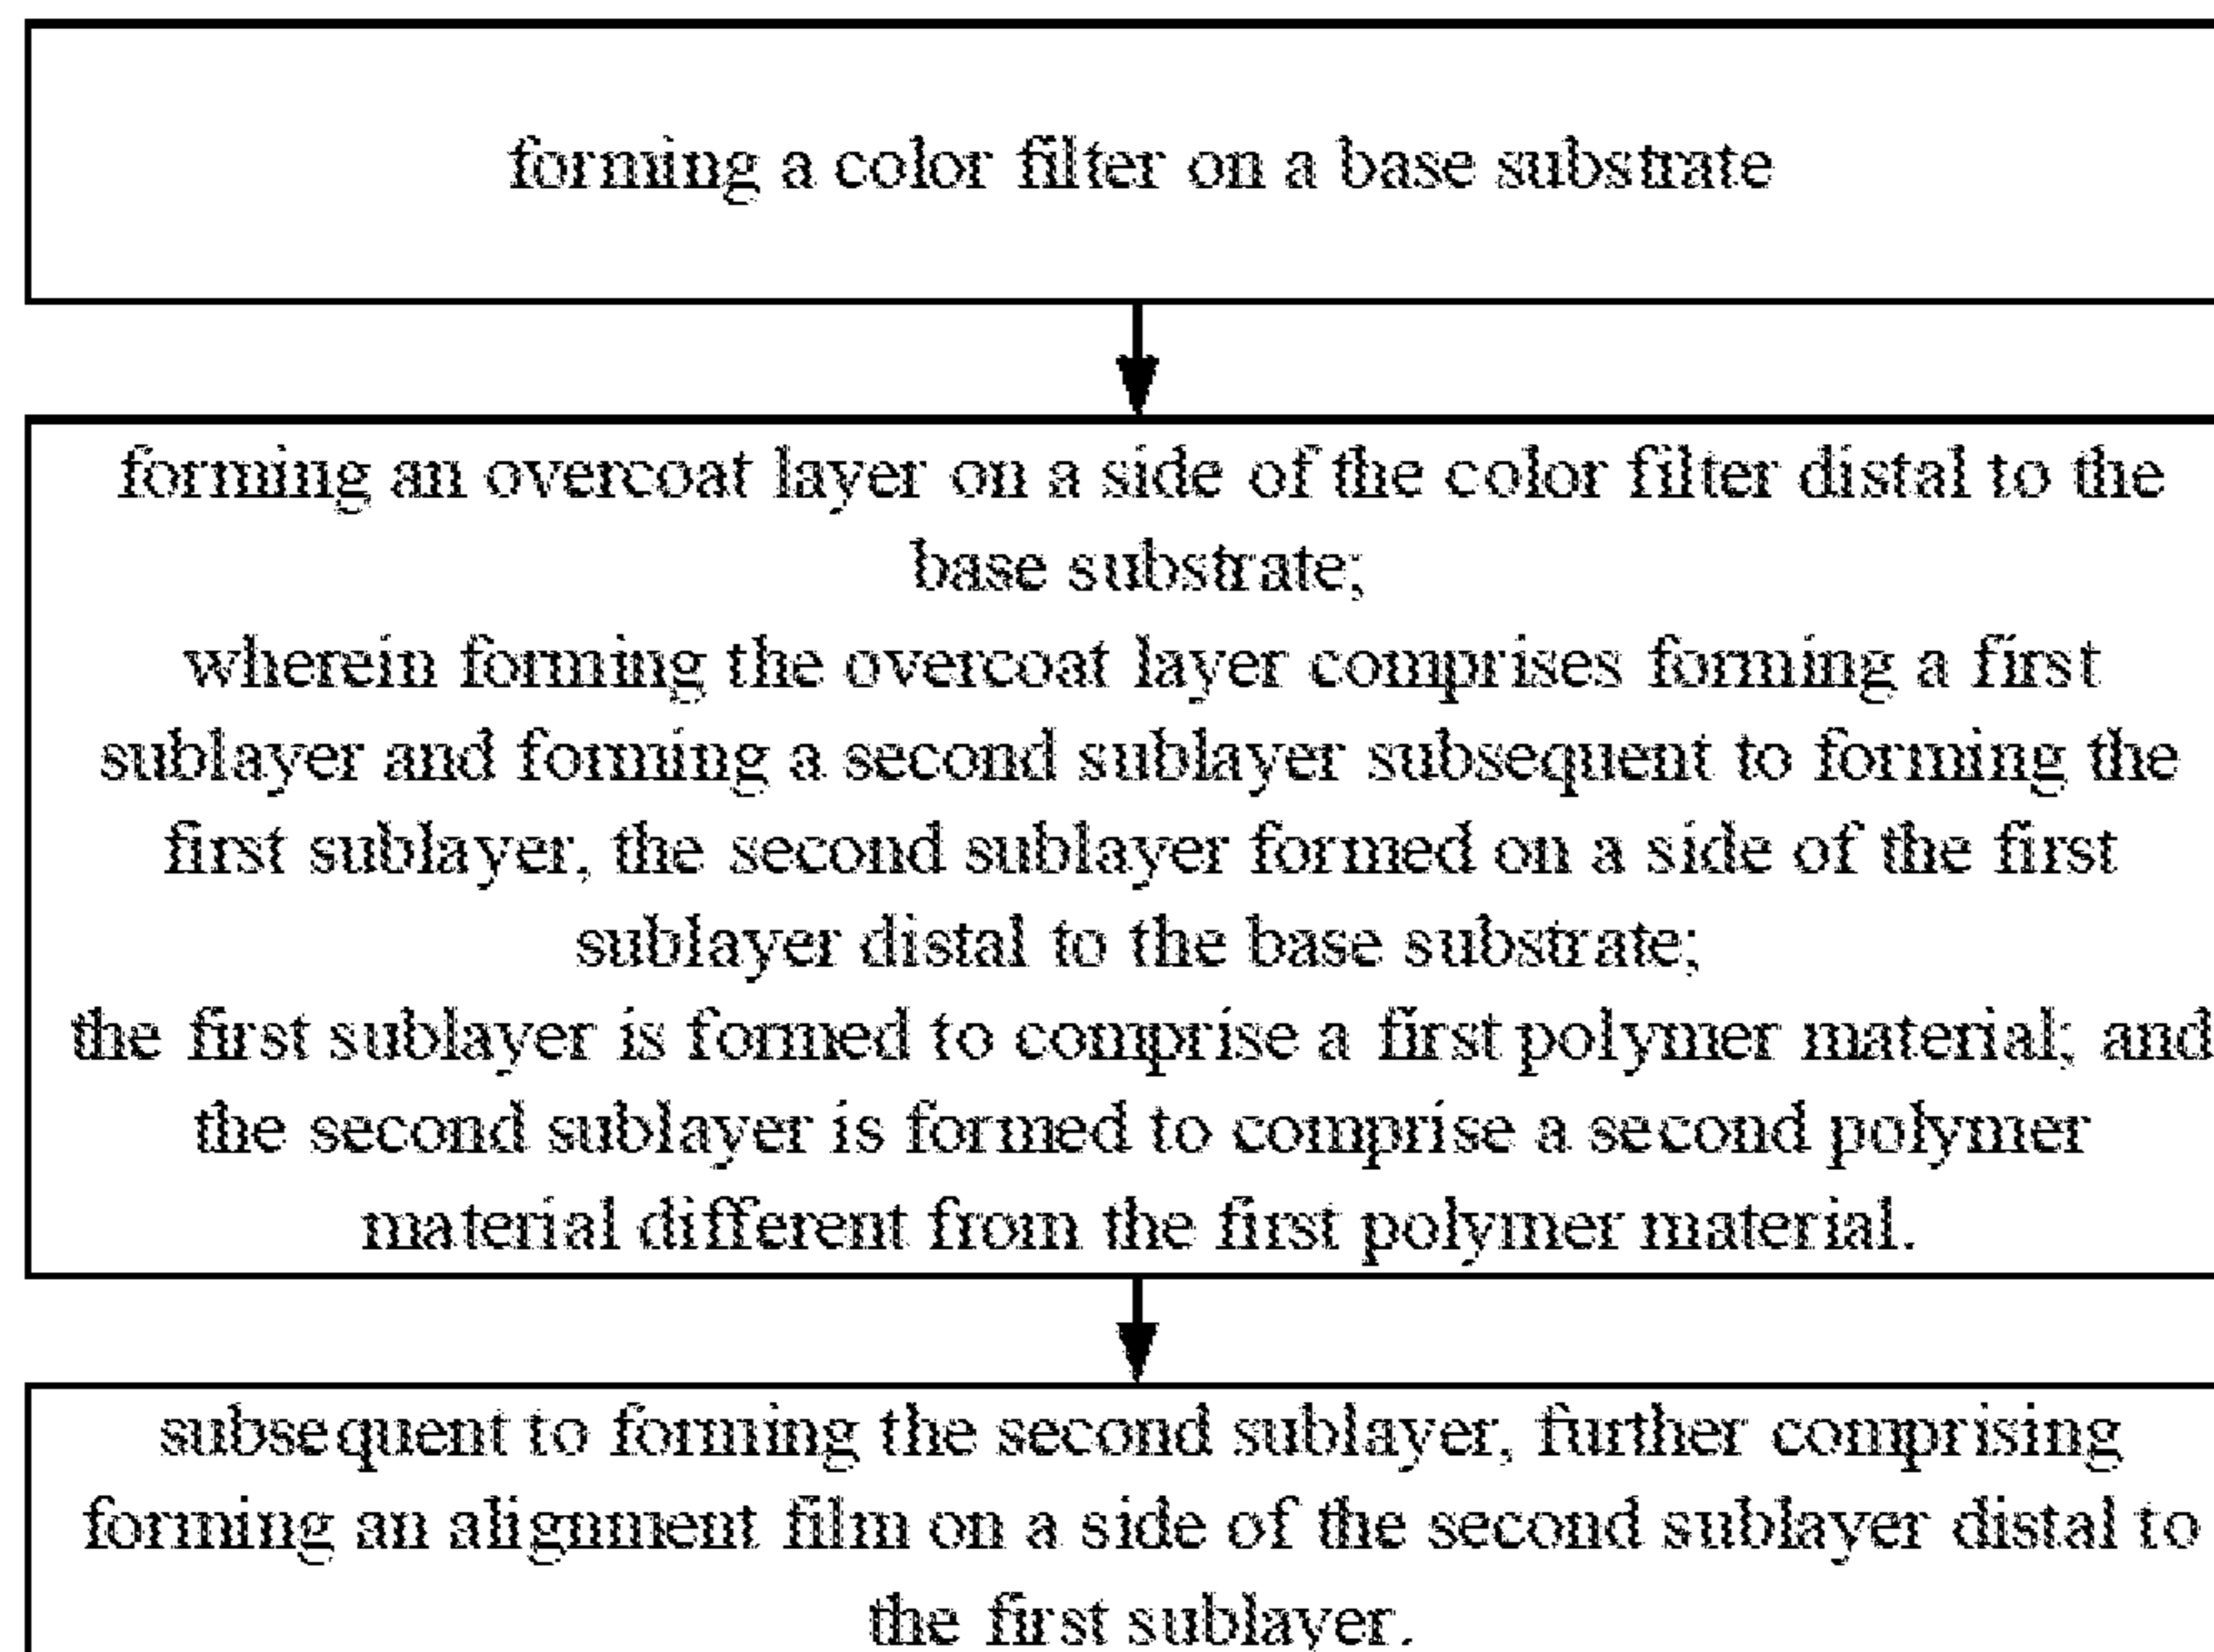 forming a color filter on a base substrate
forming an overcoat layer on a side of the color filter distal to the
base substrate;
wherein forming the overcoat layer comprises forming a first
sublayer and forming a second sublayer subsequent to forming the
first sublayer, the second sublayer formed on a side of the first
sublayer distal to the base substrate;
the first sublayer is formed to comprise a first polymer material; and
the second sublayer is formed to comprise a second polymer
material different from the first polymer material.
subsequent to forming the second sublayer, further comprising
forming an alignment film on a side of the second sublayer distal to
the first sublayer.